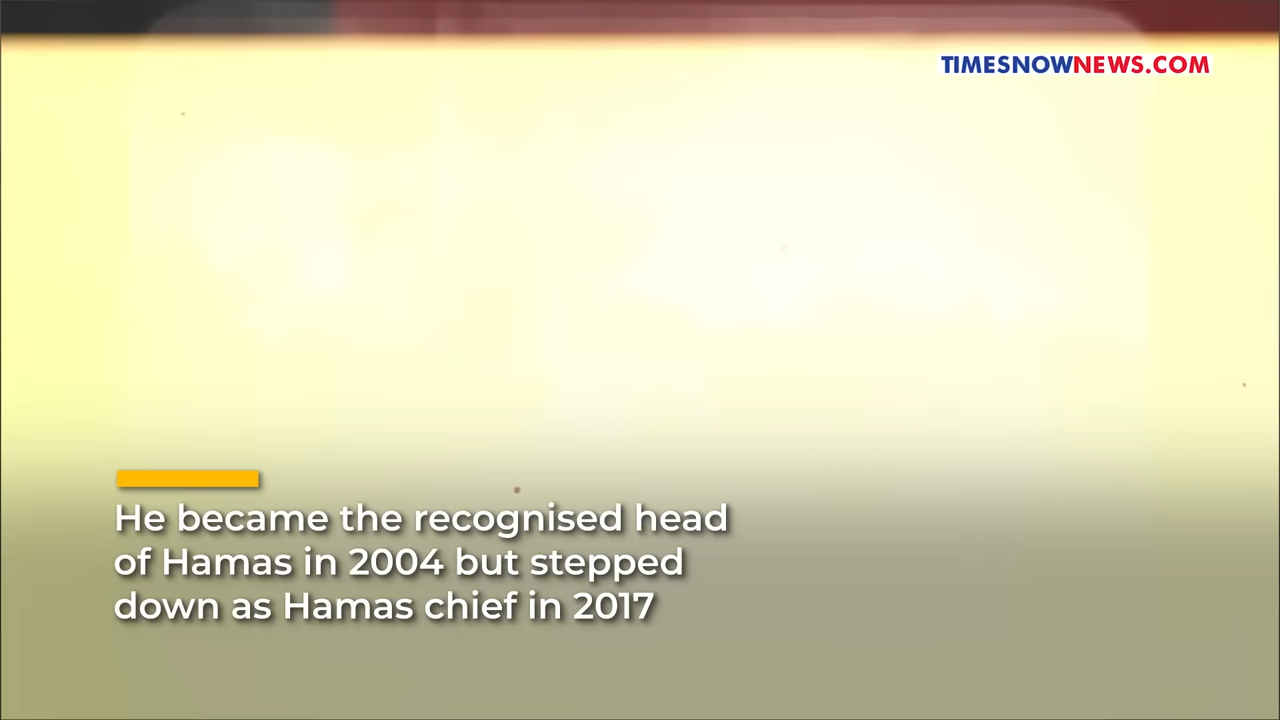 TIMESNOWNEWS.COM
He became the recognised head
of Hamas in 2004 but stepped
down as Hamas chief in 2017